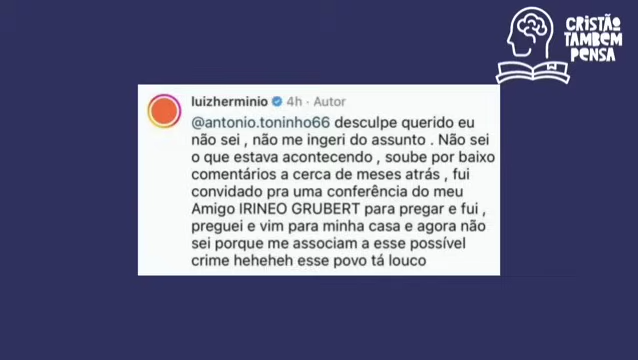 CRISTÃO
TAMBÉM
PENSA
luizherminio 4h · Autor
@antonio.toninho66 desculpe querido eu
não sei , não me ingeri do assunto . Não sei
o que estava acontecendo , soube por baixo
comentários a cerca de meses atrás , fui
convidado pra uma conferência do meu
Amigo IRINEO GRUBERT para pregar e fui ,
preguei e vim para minha casa e agora não
sei porque me associam a esse possível
crime heheheh esse povo tá louco